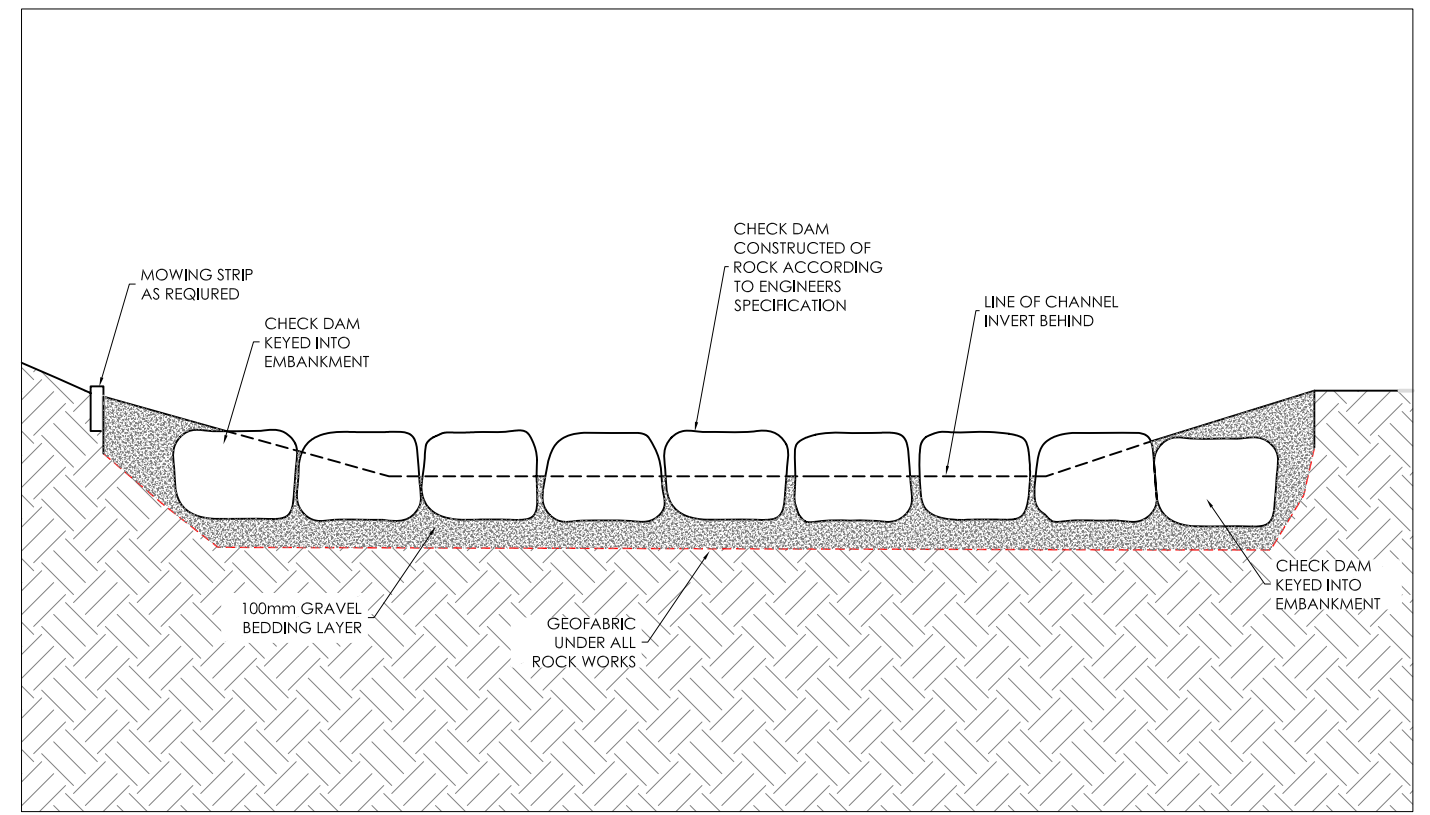 CHECK DAM
CONSTRUCTED OF
ROCK ACCORDING
TO ENGINEERS
SPECIFICATION
MOWING STRIP
AS REQIURED
LINE OF CHANNEL
INVERT BEHIND
CHECK DAM
KEYED INTO
EMBANKMENT
CHECK DAM
KEYED INTO
EMBANKMENT
100mm GRAVEL
BEDDING LAYER
GEOFABRIC
UNDER ALL
ROCK WORKS